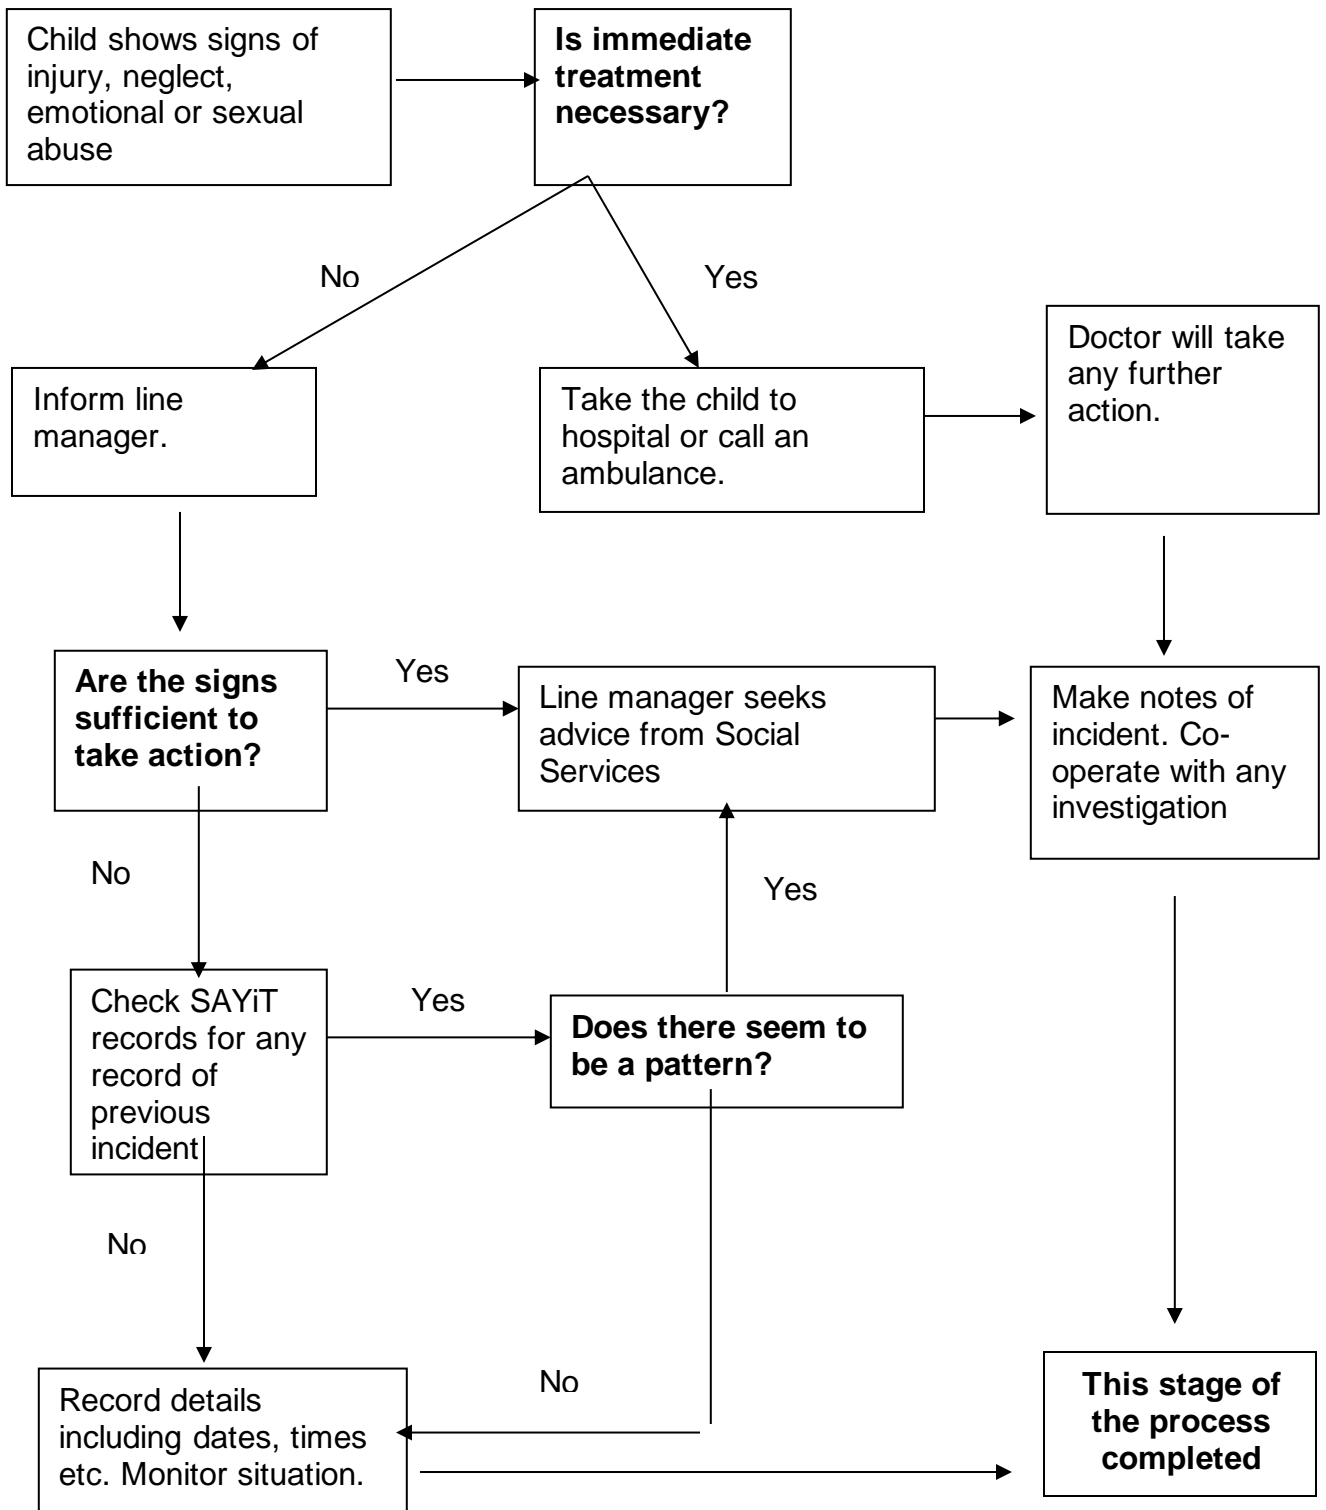 Child shows signs of
injury, neglect,
emotional or sexual
abuse
Is immediate
treatment
necessary?
No
Yes
Inform line
manager.
Take the child to
hospital or call an
ambulance.
Doctor will take
any further
action.
Are the signs
sufficient to
take action?
Yes
Line manager seeks
advice from Social
Services
Make notes of
incident. Co-
operate with any
investigation
No
Yes
Check SAYiT
records for any
record of
previous
incident
Yes
Does there seem to
be a pattern?
No
No
Record details
including dates, times
etc. Monitor situation.
This stage of
the process
completed